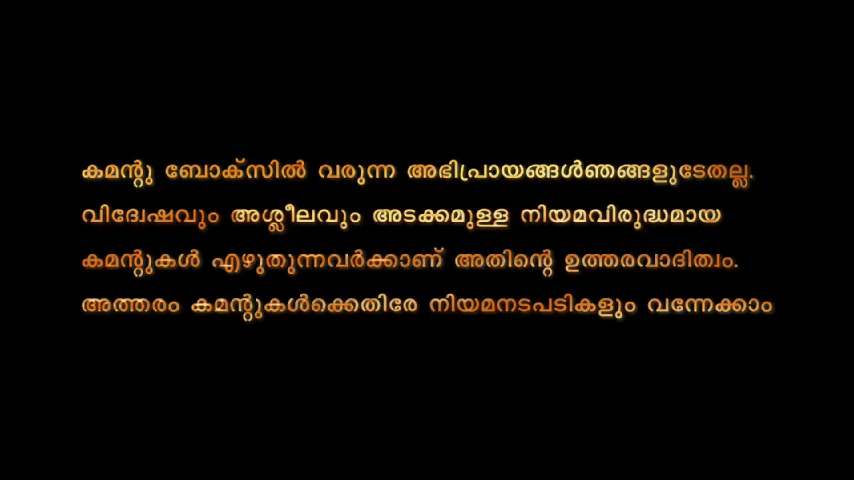 കമന്റു ബോക്സിൽ വരുന്ന അഭിപ്രായങ്ങൾഞങ്ങളുടേതല്ല.
വിദ്വേഷവും അശ്ലീലവും അടക്കമുള്ള നിയമവിരുദ്ധമായ
കമന്റുകൾ എഴുതുന്നവർക്കാണ് അതിന്റെ ഉത്തരവാദിത്വം.
അത്തരം കമന്റുകൾക്കെതിരേ നിയമനടപടികളും വന്നേക്കാം